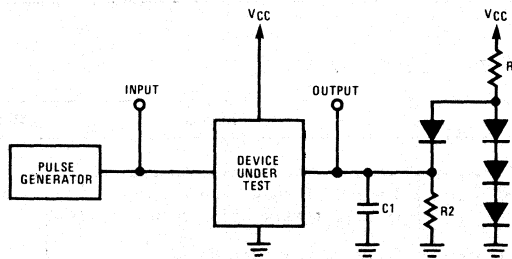 VCC
VCC
R
INPUT
OUTPUT
PULSE
GENERATOR
DEVICE
UNDER
TEST
C1
R2